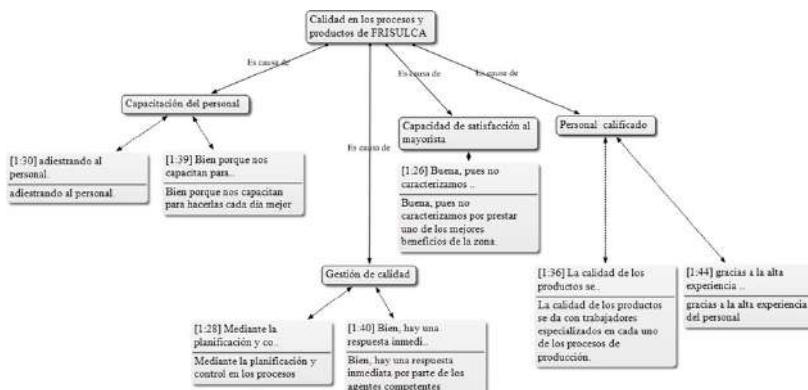 Calidad en los procesos y
productos de FRISULCA
Es causa de
Es causa de
Es causa de
Es causa de
Capacitación del personal
Capacidad de satisfacción al
mayorista
Personal calificado
[1:30] adiestrando al
personal..
adiestrando al personal
[1:39] Bien porque nos
capacitan para..
Bien porque nos capacitan
para hacerlas cada día mejor
[1:26] Buena, pues no
caracterizamos ..
Buena, pues no
caracterizamos por prestar
uno de los mejores
beneficios de la zona.
Gestión de calidad
[1:36] La calidad de los
productos se..
La calidad de los productos
se da con trabajadores
especializados en cada uno
de los procesos de
producción.
[1:44] gracias a la alta
experiencia ..
gracias a la alta experiencia
del personal
[1:28] Mediante la
planificación y co..
Mediante la planificación y
control en los procesos
[1:40] Bien, hay una
respuesta inmedi..
Bien, hay una respuesta
inmediata por parte de los
agentes competentes